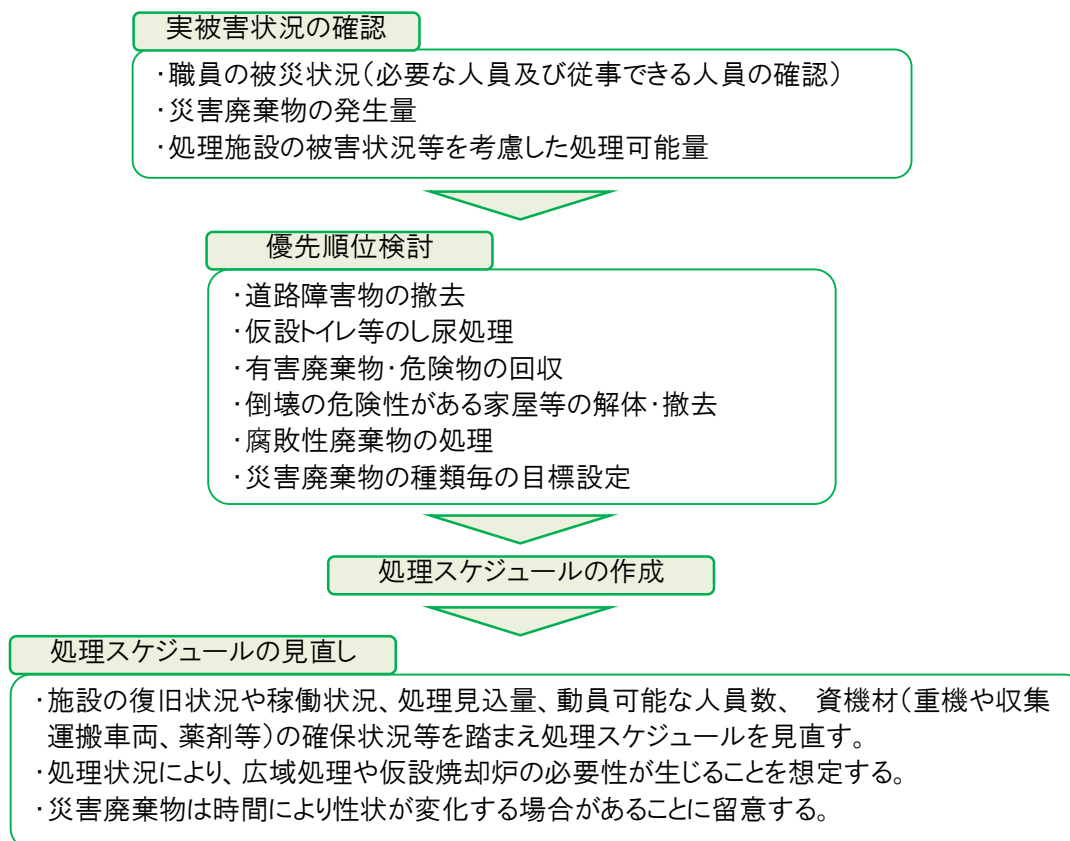 実被害状況の確認
・職員の被災状況(必要な人員及び従事できる人員の確認)
・災害廃棄物の発生量
・処理施設の被害状況等を考慮した処理可能量
優先順位検討
・道路障害物の撤去
・仮設トイレ等のし尿処理
・有害廃棄物・危険物の回収
・倒壊の危険性がある家屋等の解体・撤去
・腐敗性廃棄物の処理
・災害廃棄物の種類毎の目標設定
処理スケジュールの作成
処理スケジュールの見直し
・施設の復旧状況や稼働状況、処理見込量、動員可能な人員数、 資機材(重機や収集
運搬車両、薬剤等)の確保状況等を踏まえ処理スケジュールを見直す。
・処理状況により、広域処理や仮設焼却炉の必要性が生じることを想定する。
・災害廃棄物は時間により性状が変化する場合があることに留意する。